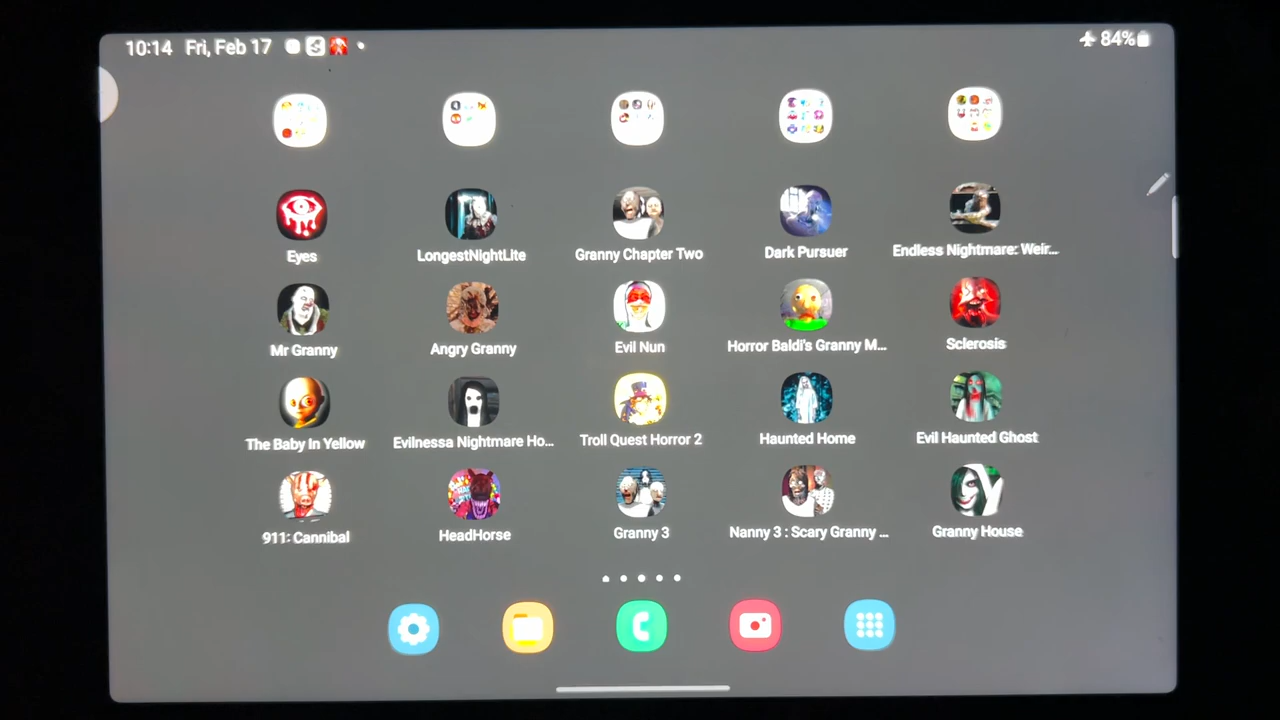 10:14 Fri, Feb 17
84%
Eyes
LongestNightLite
Granny Chapter Two
Dark Pursuer
Endless Nightmare: Weir...
Mr Granny
Angry Granny
Evil Nun
Horror Baldi's Granny M...
Sclerosis
The Baby In Yellow
Evilnessa Nightmare Ho...
Troll Quest Horror 2
Haunted Home
Evil Haunted Ghost
911: Cannibal
HeadHorse
Granny 3
Nanny 3 : Scary Granny ...
Granny House